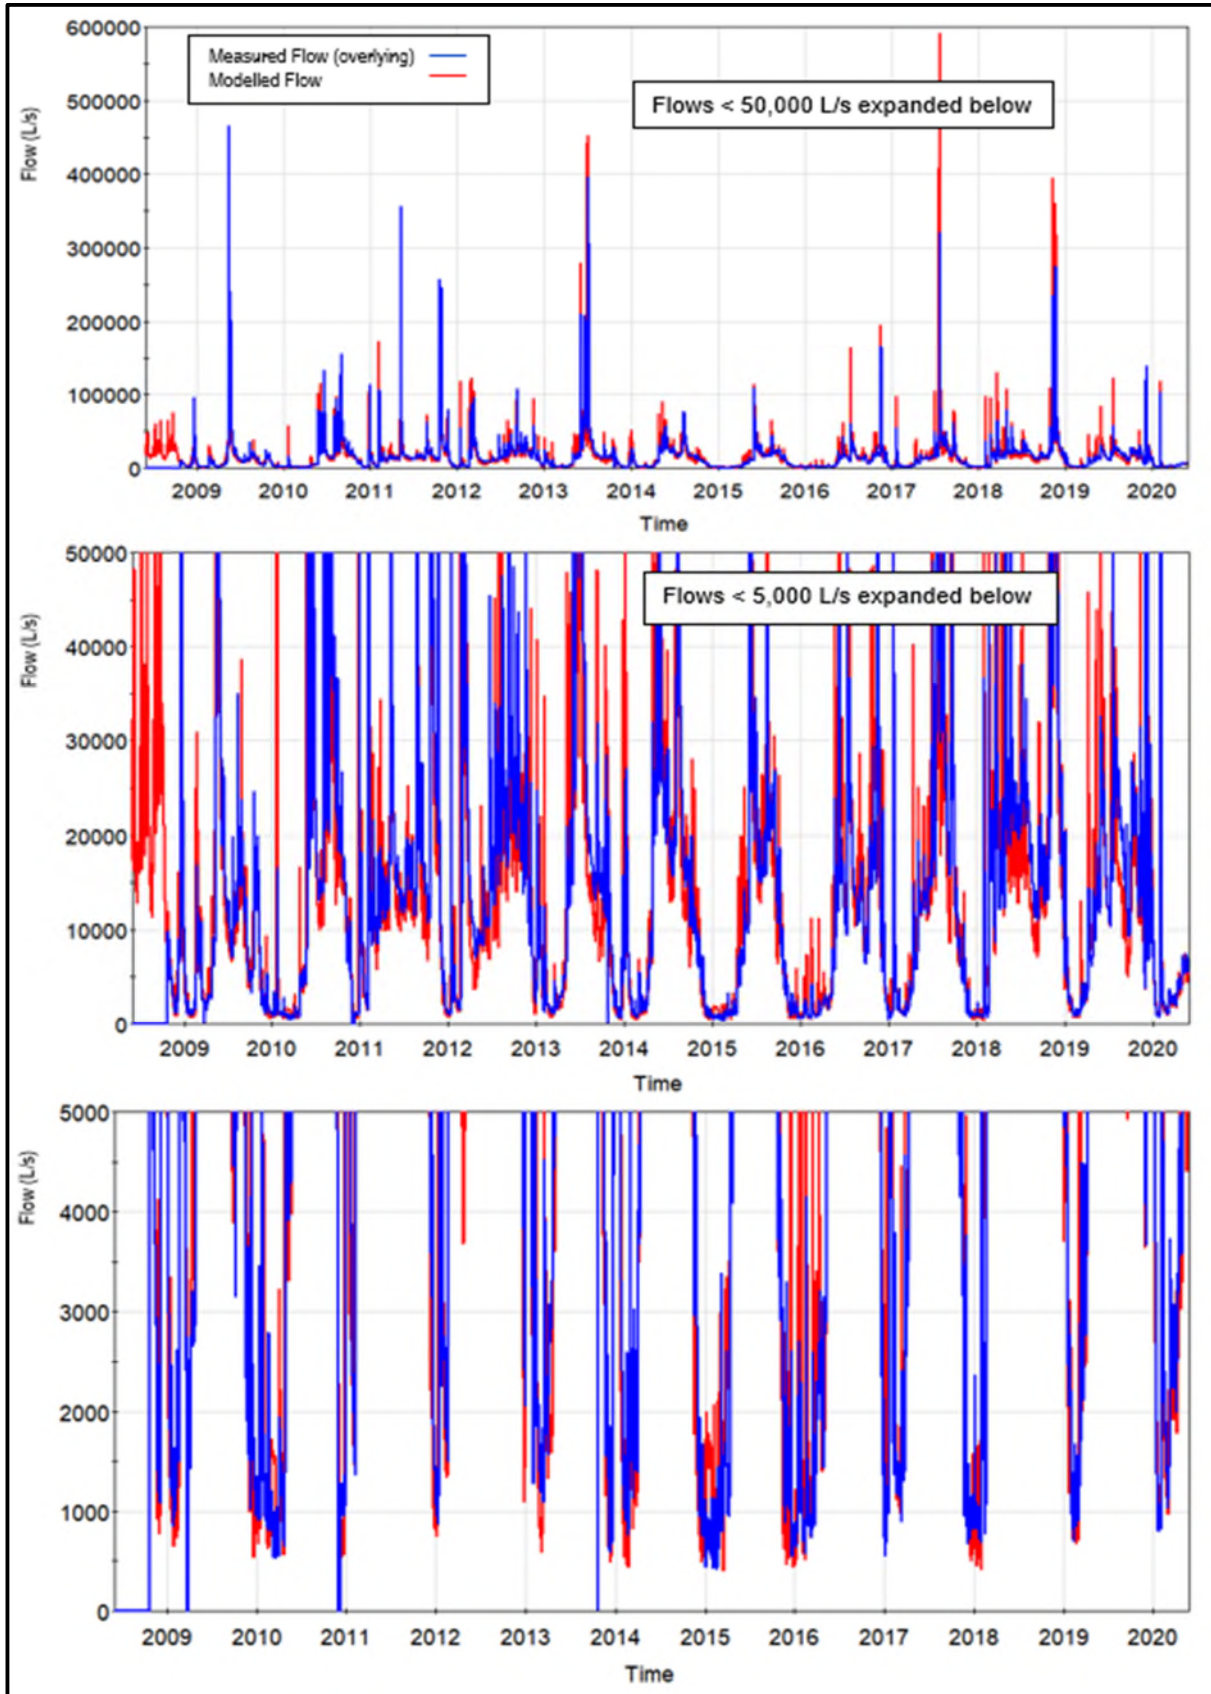 600000
Measured Flow (overlying)
Modelled Flow
Flows < 50,000 L/s expanded below
500000
400000
300000
200000
100000
0
Flow (L/s)
2009 2010 2011 2012 2013 2014 2015 2016 2017 2018 2019 2020
Time
50000
Flows < 5,000 L/s expanded below
40000
30000
20000
10000
0
Flow (L/s)
2009 2010 2011 2012 2013 2014 2015 2016 2017 2018 2019 2020
Time
5000
4000
3000
2000
1000
0
Flow (L/s)
2009 2010 2011 2012 2013 2014 2015 2016 2017 2018 2019 2020
Time